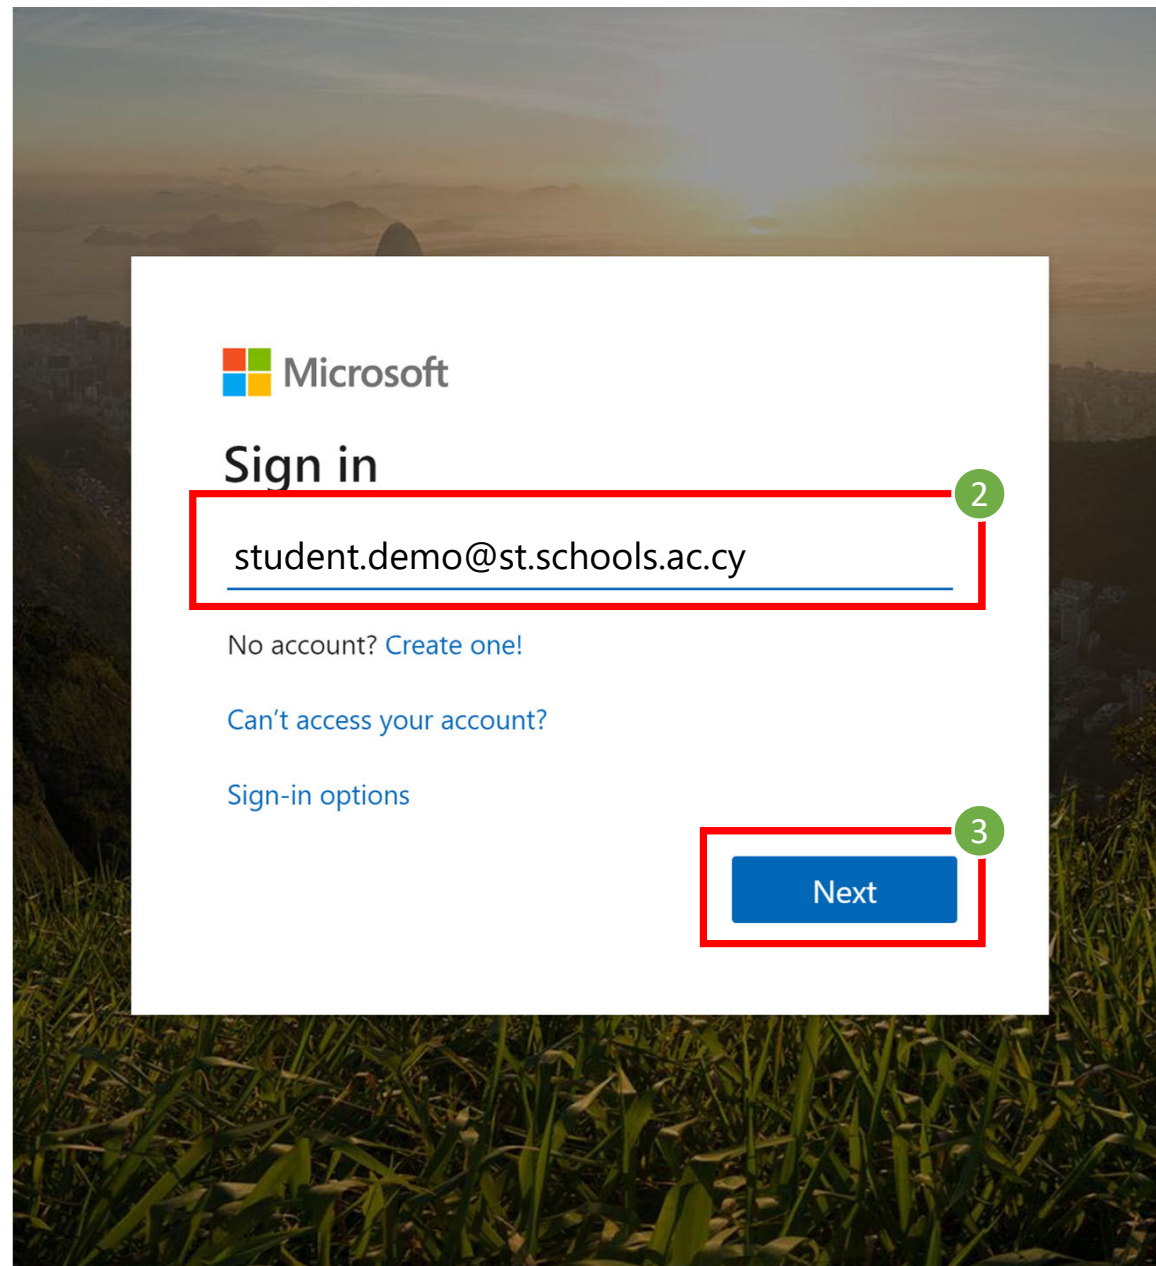 Microsoft
Sign in
2
student.demo@st.schools.ac.cy
No account? Create one!
Can't access your account?
Sign-in options
3
Next